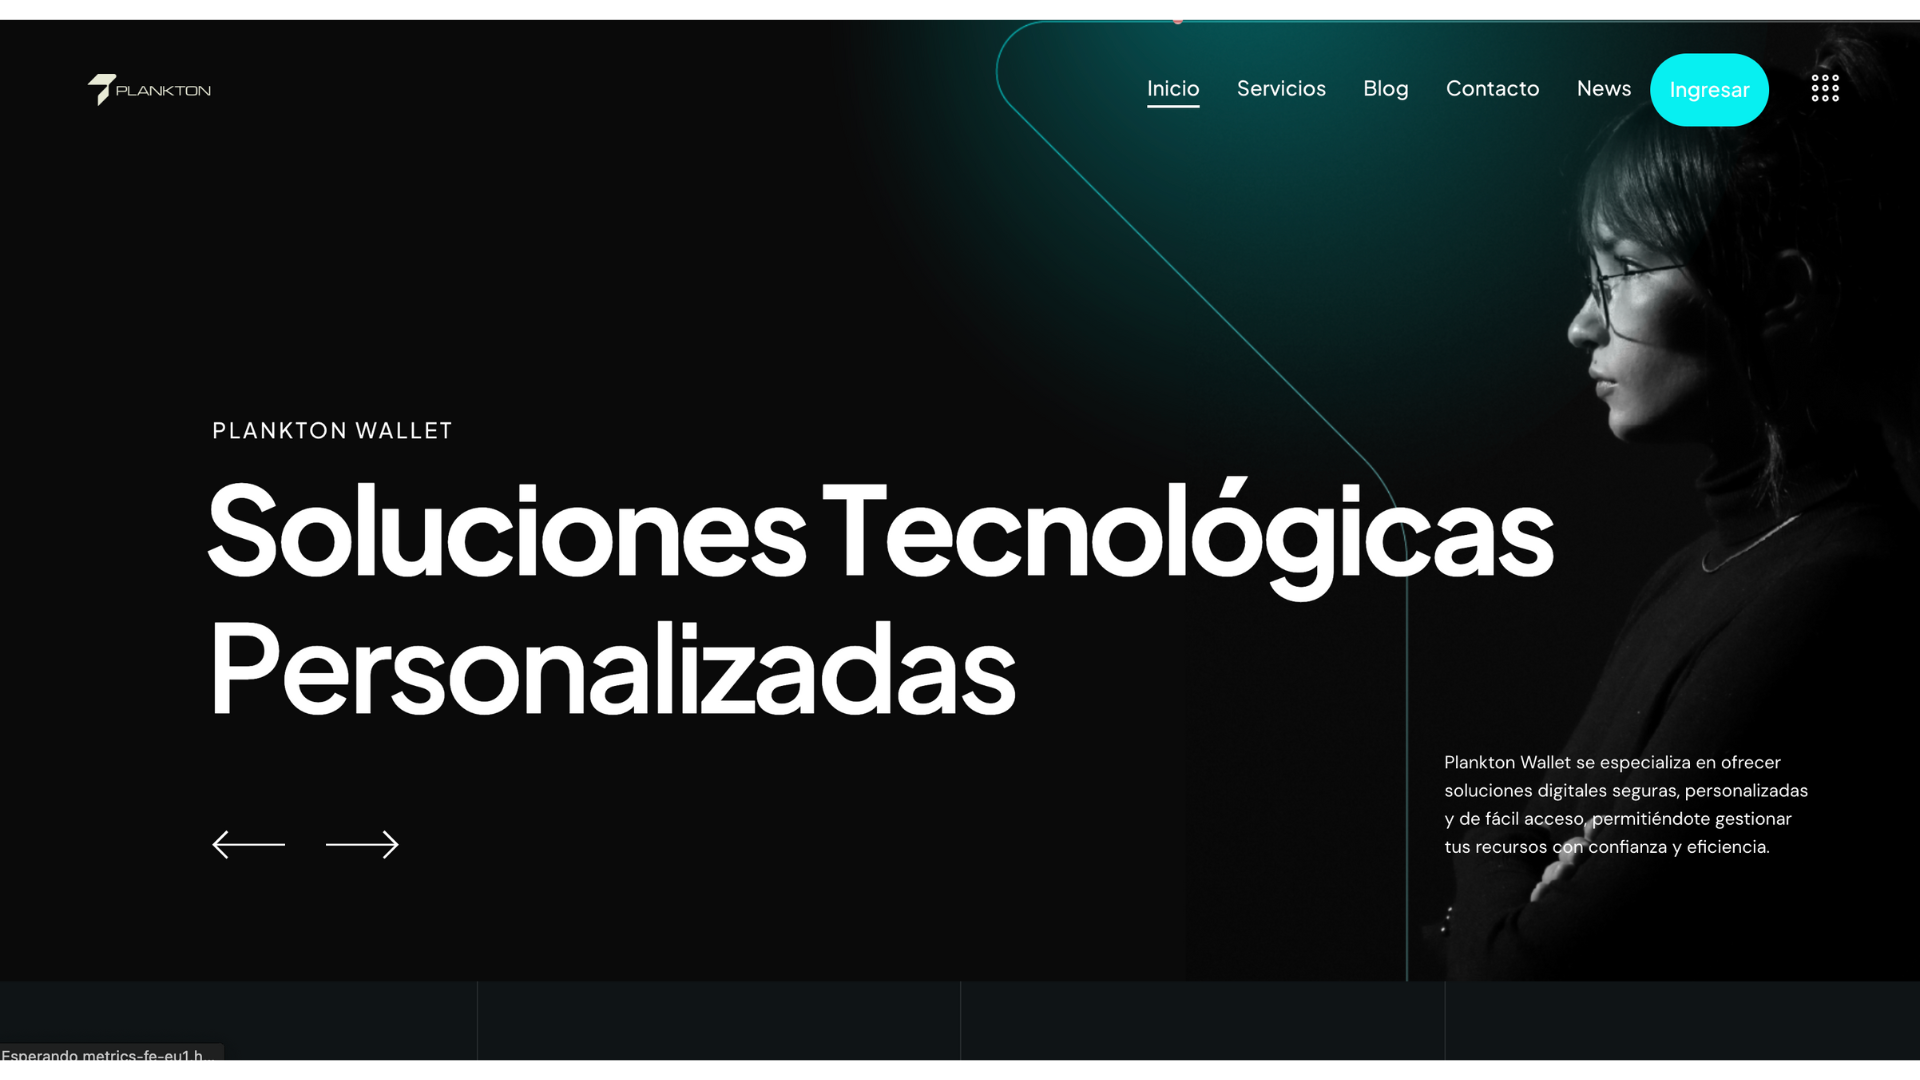 PLANKTON
Inicio
Servicios
Blog
Contacto
News
Ingresar
PLANKTON WALLET
Soluciones Tecnológicas
Personalizadas
Plankton Wallet se especializa en ofrecer
soluciones digitales seguras, personalizadas
y de fácil acceso, permitiéndote gestionar
tus recursos con confianza y eficiencia.
Esperando metrics-fe-eu1.h...